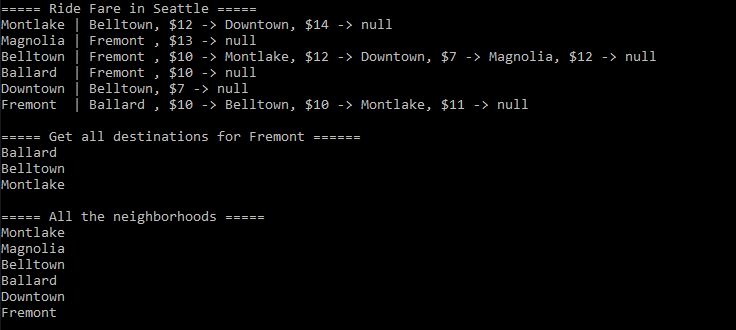 ===== Ride Fare in Seattle =====
Montlake | Belltown, $12 -> Downtown, $14 -> null
Magnolia | Fremont , $13 -> null
Belltown | Fremont , $10 -> Montlake, $12 -> Downtown, $7 -> Magnolia, $12 -> null
Ballard  | Fremont , $10 -> null
Downtown | Belltown, $7 -> null
Fremont  | Ballard , $10 -> Belltown, $10 -> Montlake, $11 -> null

===== Get all destinations for Fremont ======
Ballard
Belltown
Montlake

===== All the neighborhoods =====
Montlake
Magnolia
Belltown
Ballard
Downtown
Fremont